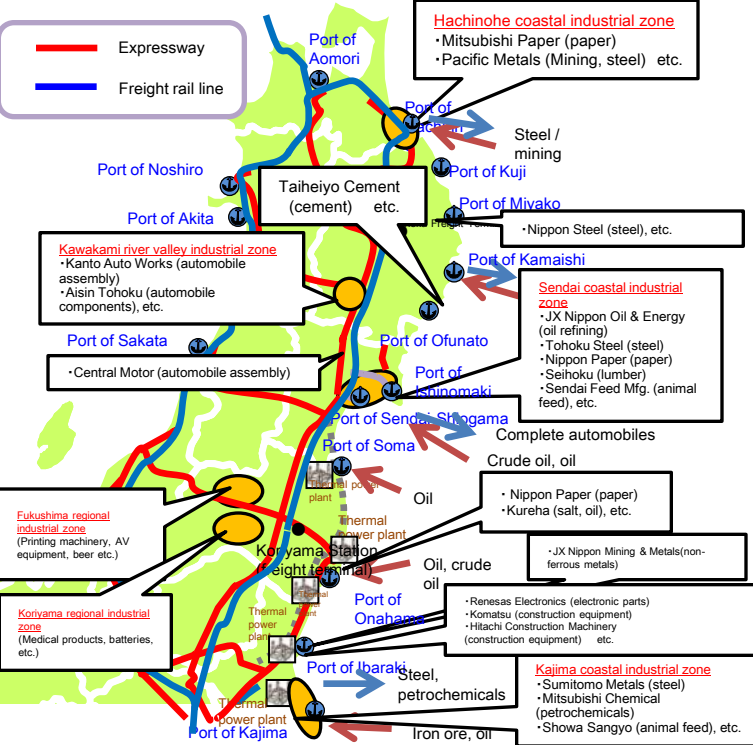 Expressway
Freight rail line
Port of
Aomori
Hachinohe coastal industrial zone
・Mitsubishi Paper (paper)
・Pacific Metals (Mining, steel) etc.
Port of
Steel /
mining
Port of Noshiro
Port of Kuji
Taiheiyo Cement
(cement) etc.
Port of Miyako
Port of Akita
・Nippon Steel (steel), etc.
Kawakami river valley industrial zone
・Kanto Auto Works (automobile
assembly)
・Aisin Tohoku (automobile
components), etc.
Port of Kamaishi
Sendai coastal industrial
zone
・JX Nippon Oil & Energy
(oil refining)
・Tohoku Steel (steel)
・Nippon Paper (paper)
・Seihoku (lumber)
・Sendai Feed Mfg. (animal
feed), etc.
Port of Sakata
Port of Ofunato
・Central Motor (automobile assembly)
Port of
Ishinomaki
Port of Sendai-Shiogama
Complete automobiles
Port of Soma
Crude oil, oil
Thermal power
plant
Oil
・Nippon Paper (paper)
・Kureha (salt, oil), etc.
Fukushima regional
industrial zone
(Printing machinery, AV
equipment, beer etc.)
Thermal
power plant
Koriyama Station
(freight terminal)
・JX Nippon Mining & Metals(non-
ferrous metals)
Oil, crude
oil
Thermal
power
plant
Koriyama regional industrial
zone
(Medical products, batteries,
etc.)
Thermal
power
plant
Port of
Onahama
・Renesas Electronics (electronic parts)
・Komatsu (construction equipment)
・Hitachi Construction Machinery
(construction equipment) etc.
Port of Ibaraki
Steel,
petrochemicals
Kajima coastal industrial zone
・Sumitomo Metals (steel)
・Mitsubishi Chemical
(petrochemicals)
・Showa Sangyo (animal feed), etc.
Thermal
power plant
Port of Kajima
Iron ore, oil